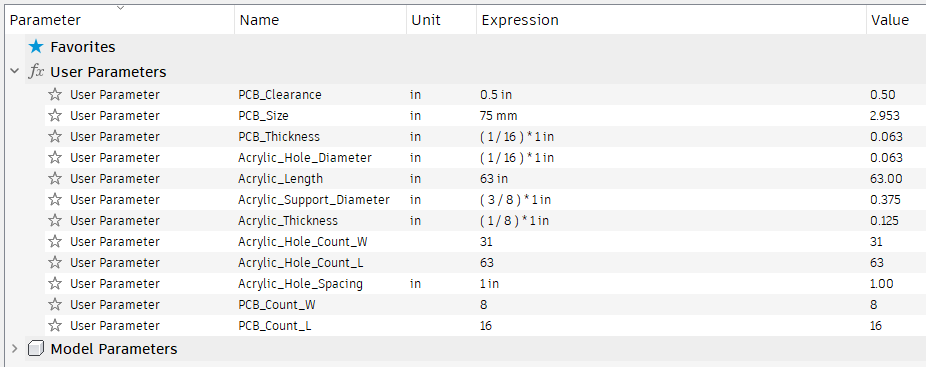 Parameter Name Unit Expression Value
Favorites
fx User Parameters
User Parameter PCB_Clearance in 0.5 in 0.50
User Parameter PCB_Size in 75 mm 2.953
User Parameter PCB_Thickness in ( 1 / 16 ) * 1 in 0.063
User Parameter Acrylic_Hole_Diameter in ( 1 / 16 ) * 1 in 0.063
User Parameter Acrylic_Length in 63 in 63.00
User Parameter Acrylic_Support_Diameter in ( 3 / 8 ) * 1 in 0.375
User Parameter Acrylic_Thickness in ( 1 / 8 ) * 1 in 0.125
User Parameter Acrylic_Hole_Count_W 31 31
User Parameter Acrylic_Hole_Count_L 63 63
User Parameter Acrylic_Hole_Spacing in 1 in 1.00
User Parameter PCB_Count_W 8 8
User Parameter PCB_Count_L 16 16
Model Parameters